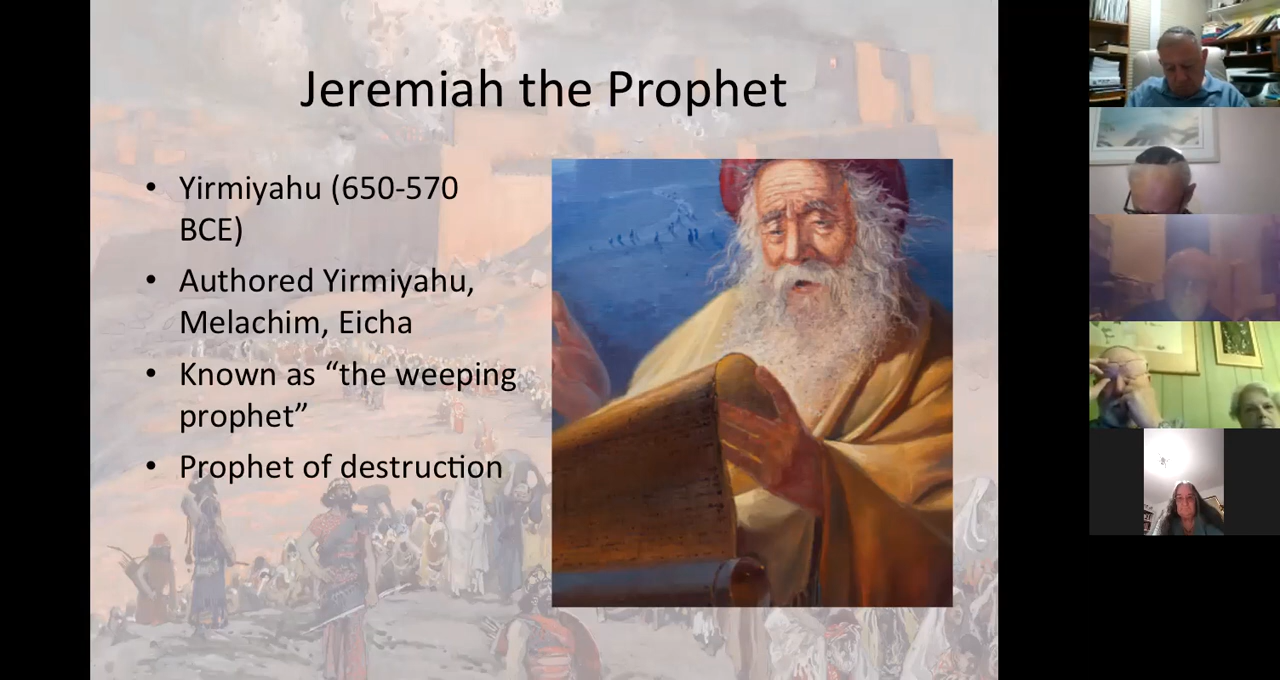 Jeremiah the Prophet
• Yirmiyahu (650-570
BCE)
• Authored Yirmiyahu,
Melachim, Eicha
• Known as “the weeping
prophet”
• Prophet of destruction